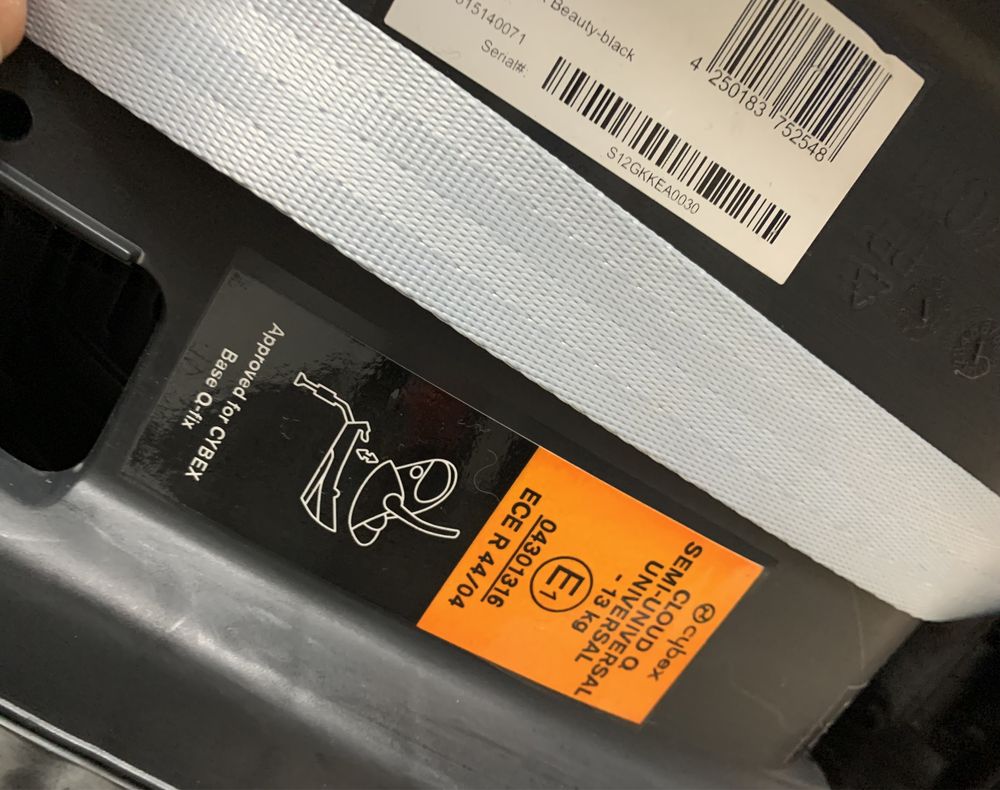 Beauty-black
515140071
Serial#:
4 250183 752548
S12GKKEA0030
cybex
CLOUD Q
SEMI-UNIVERSAL
UNIVERSAL
- 13 kg
E1
04301316
ECE R 44/04
Approved for CYBEX
Base Q-fix